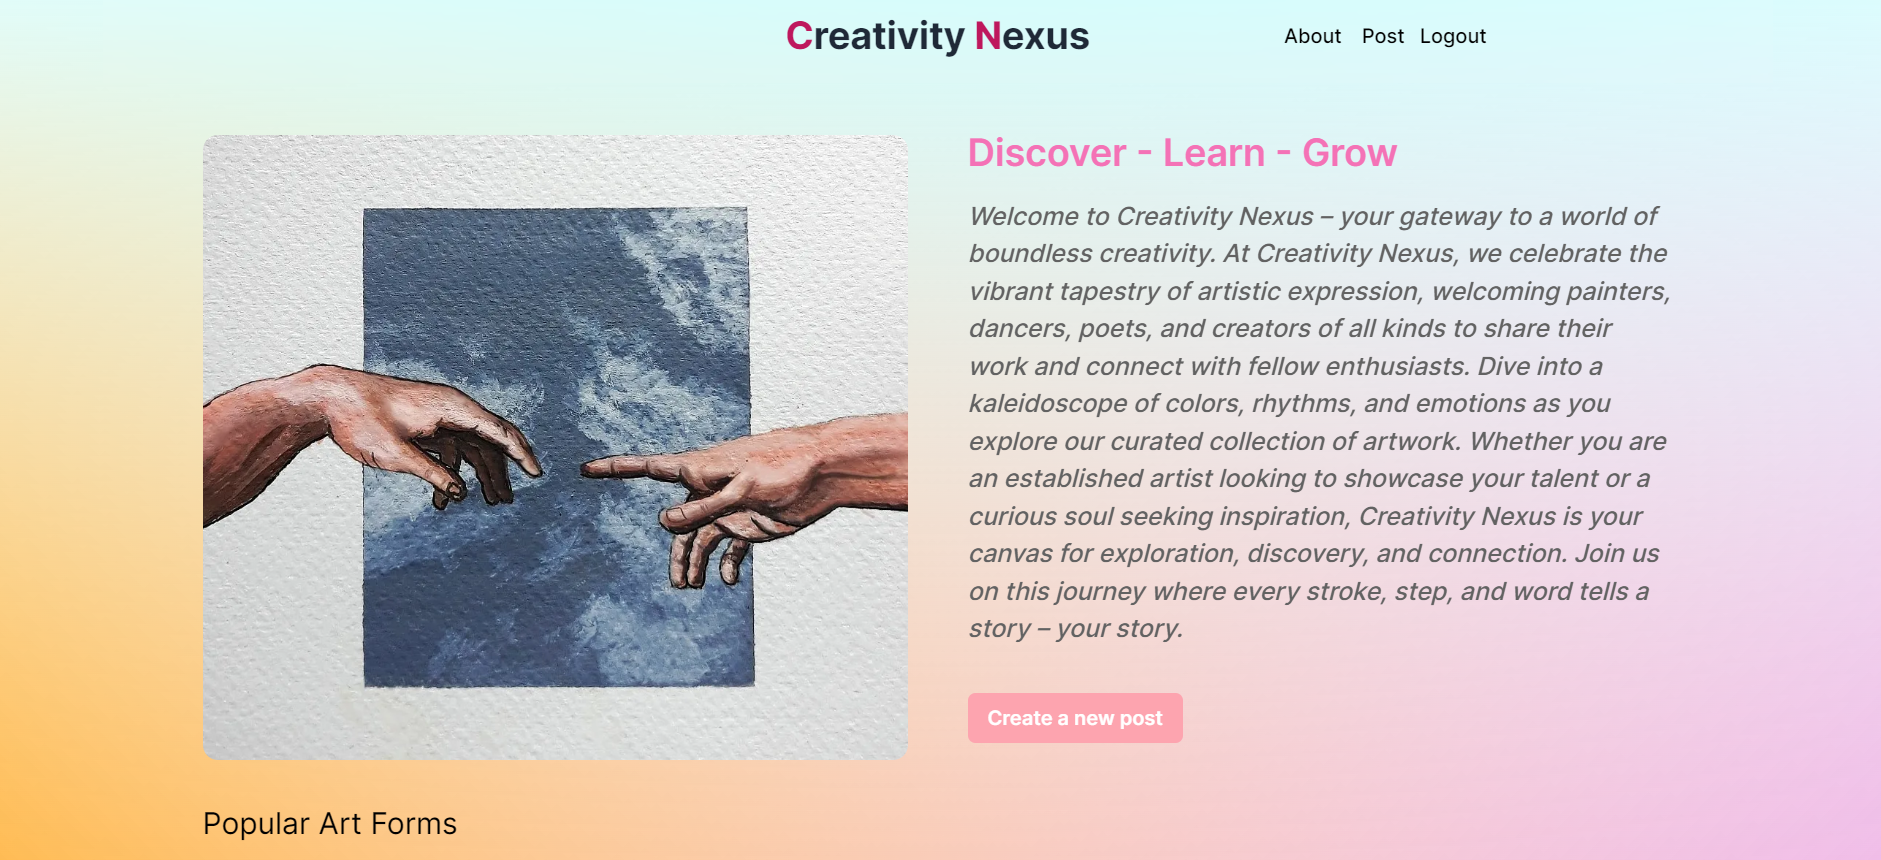 Creativity Nexus
About Post Logout
Discover - Learn - Grow
Welcome to Creativity Nexus – your gateway to a world of
boundless creativity. At Creativity Nexus, we celebrate the
vibrant tapestry of artistic expression, welcoming painters,
dancers, poets, and creators of all kinds to share their
work and connect with fellow enthusiasts. Dive into a
kaleidoscope of colors, rhythms, and emotions as you
explore our curated collection of artwork. Whether you are
an established artist looking to showcase your talent or a
curious soul seeking inspiration, Creativity Nexus is your
canvas for exploration, discovery, and connection. Join us
on this journey where every stroke, step, and word tells a
story – your story.
Create a new post
Popular Art Forms